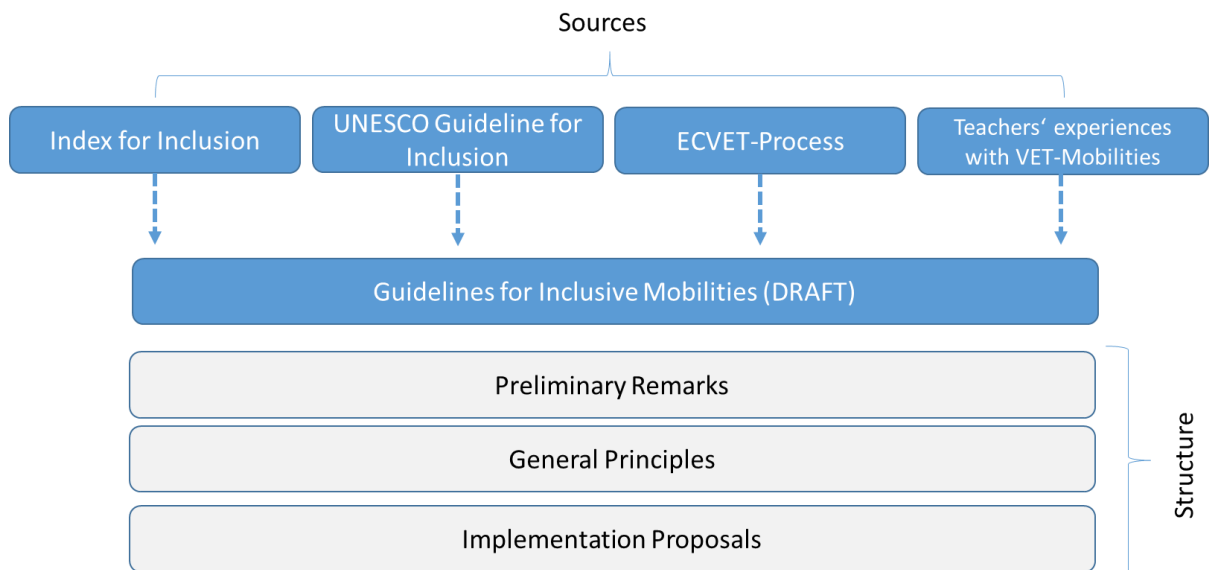 Sources
Index for Inclusion
UNESCO Guideline for
Inclusion
ECVET-Process
Teachers‘ experiences
with VET-Mobilities
Guidelines for Inclusive Mobilities (DRAFT)
Preliminary Remarks
General Principles
Implementation Proposals
Structure